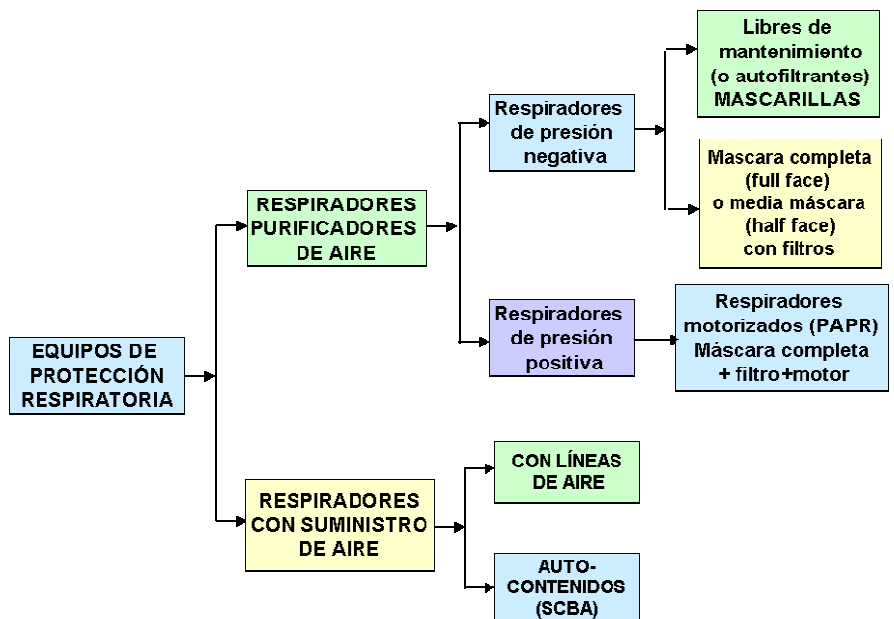 EQUIPOS DE
PROTECCIÓN
RESPIRATORIA
RESPIRADORES
PURIFICADORES
DE AIRE
Respiradores
de presión
negativa
Libres de
mantenimiento
(o autofiltrantes)
MASCARILLAS
Mascara completa
(full face)
o media máscara
(half face)
con filtros
Respiradores
de presión
positiva
Respiradores
motorizados (PAPR)
Máscara completa
+ filtro+motor
RESPIRADORES
CON SUMINISTRO
DE AIRE
CON LÍNEAS
DE AIRE
AUTO-
CONTENIDOS
(SCBA)